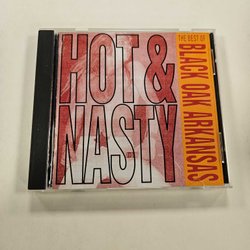 HOT &
NASTY
THE BEST OF
BLACK OAK ARKANSAS